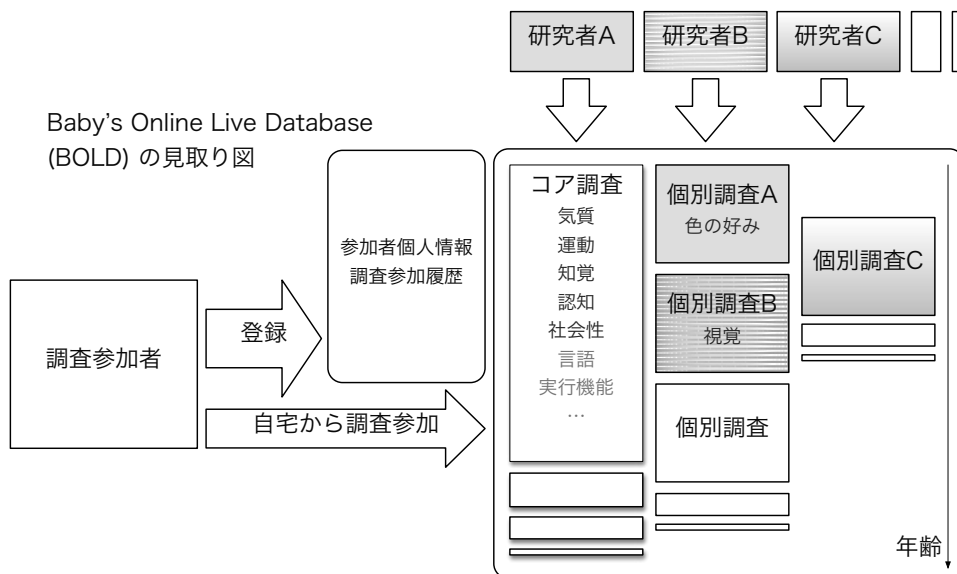 研究者A
研究者B
研究者C
Baby’s Online Live Database
(BOLD) の見取り図
調査参加者
登録
自宅から調査参加
参加者個人情報
調査参加履歴
コア調査
気質
運動
知覚
認知
社会性
言語
実行機能
…
個別調査A
色の好み
個別調査B
視覚
個別調査
個別調査C
年齢